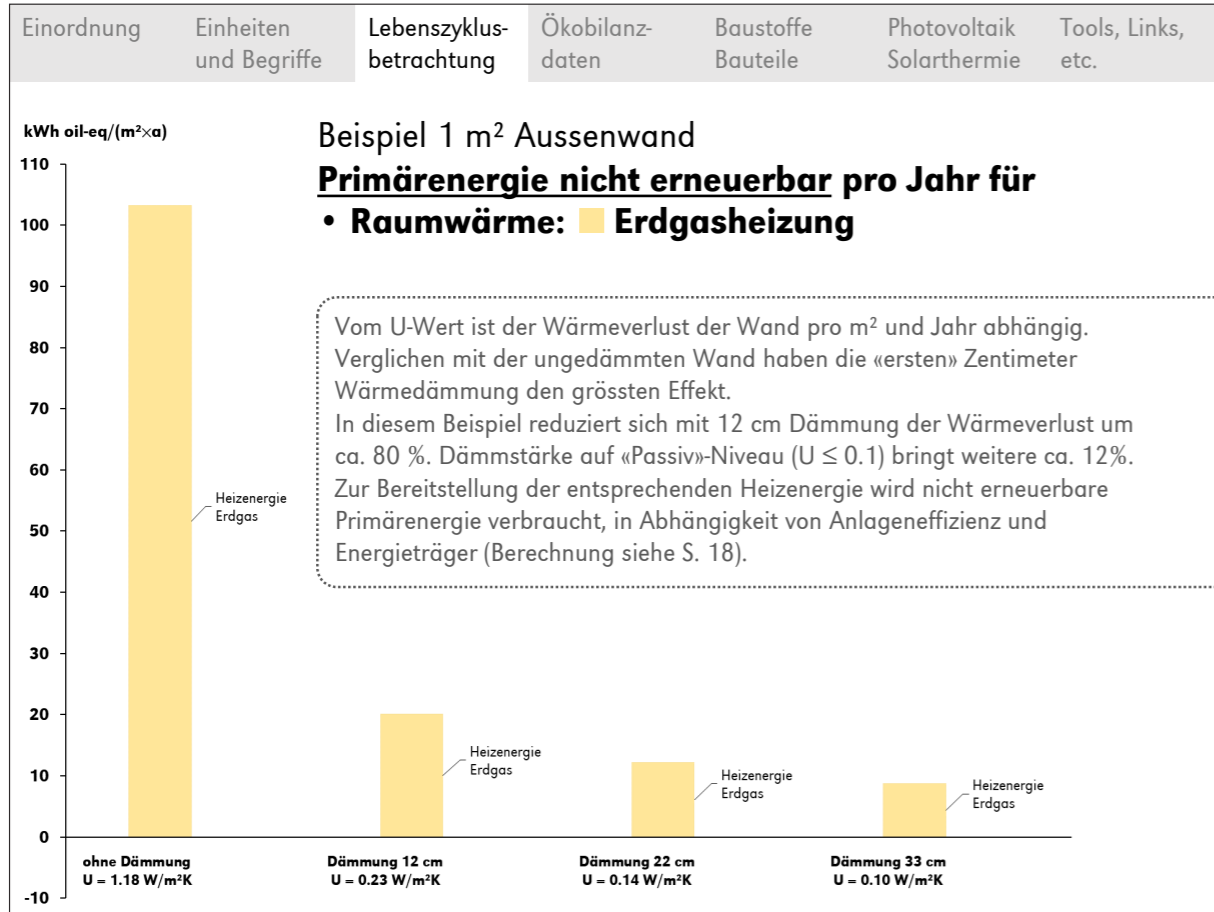 Einordnung
Einheiten
und Begriffe
Lebenszyklus-
betrachtung
Ökobilanz-
daten
Baustoffe
Bauteile
Photovoltaik
Solarthermie
Tools, Links,
etc.
kWh oil-eq/(m²×a)
Beispiel 1 m² Aussenwand
Primärenergie nicht erneuerbar pro Jahr für
• Raumwärme: Erdgasheizung
Vom U-Wert ist der Wärmeverlust der Wand pro m² und Jahr abhängig.
Verglichen mit der ungedämmten Wand haben die «ersten» Zentimeter
Wärmedämmung den grössten Effekt.
In diesem Beispiel reduziert sich mit 12 cm Dämmung der Wärmeverlust um
ca. 80 %. Dämmstärke auf «Passiv»-Niveau (U ≤ 0.1) bringt weitere ca. 12%.
Zur Bereitstellung der entsprechenden Heizenergie wird nicht erneuerbare
Primärenergie verbraucht, in Abhängigkeit von Anlageneffizienz und
Energieträger (Berechnung siehe S. 18).
110
100
90
80
70
60
50
40
30
20
10
0
-10
Heizenergie
Erdgas
Heizenergie
Erdgas
Heizenergie
Erdgas
Heizenergie
Erdgas
ohne Dämmung
U = 1.18 W/m²K
Dämmung 12 cm
U = 0.23 W/m²K
Dämmung 22 cm
U = 0.14 W/m²K
Dämmung 33 cm
U = 0.10 W/m²K